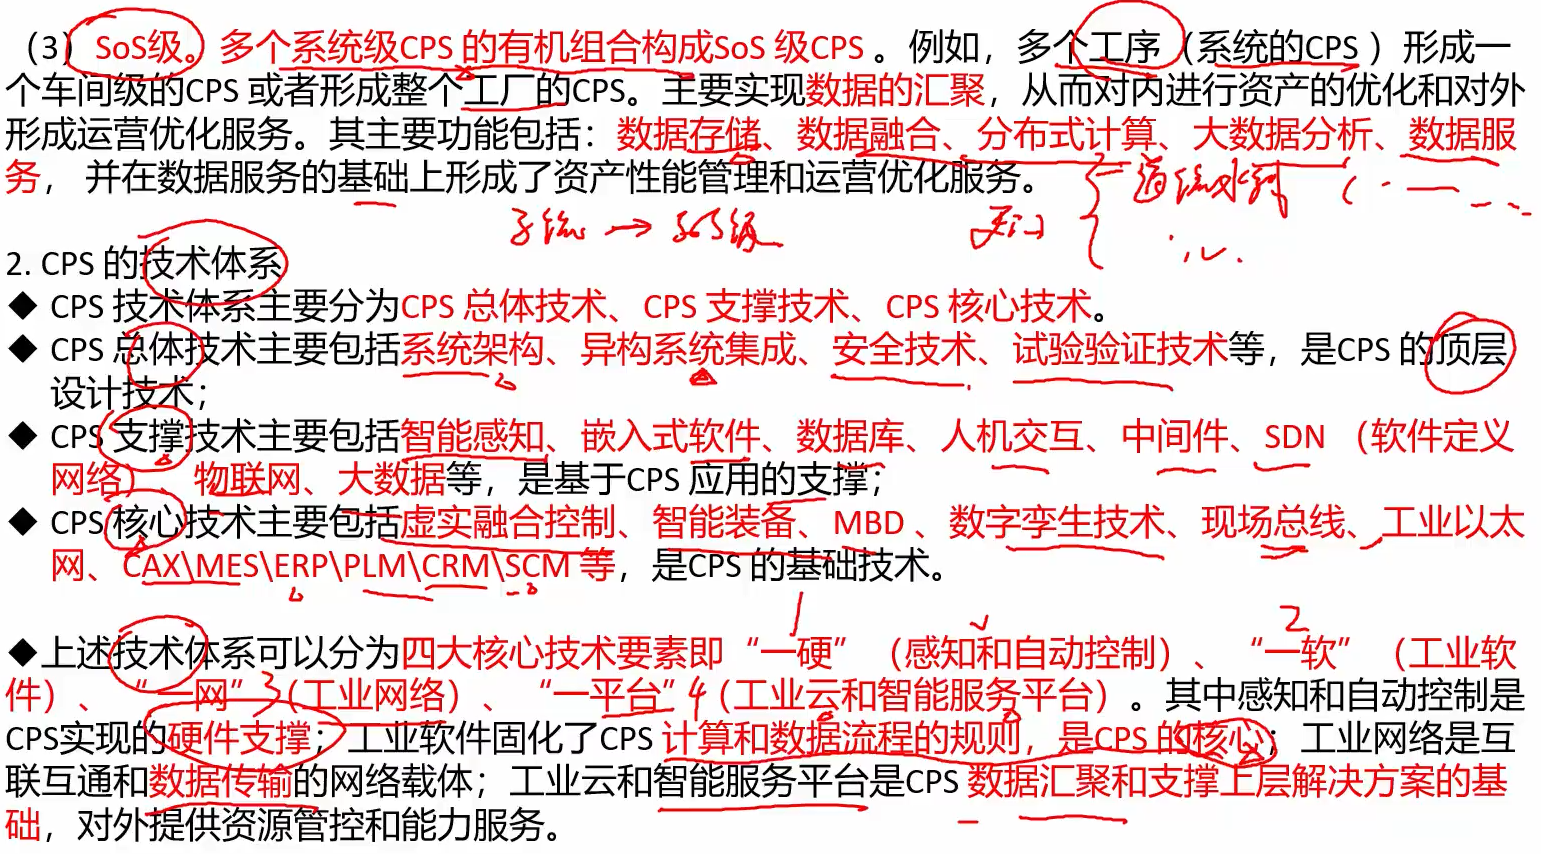 （3）SoS级。多个系统级CPS 的有机组合构成SoS 级CPS 。例如，多个工序（系统的CPS ）形成一
个车间级的CPS 或者形成整个工厂的CPS。主要实现数据的汇聚，从而对内进行资产的优化和对外
形成运营优化服务。其主要功能包括：数据存储、数据融合、分布式计算、大数据分析、数据服
务，并在数据服务的基础上形成了资产性能管理和运营优化服务。
2. CPS 的技术体系
◆ CPS 技术体系主要分为CPS 总体技术、CPS 支撑技术、CPS 核心技术。
◆ CPS 总体技术主要包括系统架构、异构系统集成、安全技术、试验验证技术等，是CPS 的顶层
设计技术；
◆ CPS 支撑技术主要包括智能感知、嵌入式软件、数据库、人机交互、中间件、SDN （软件定义
网络）、物联网、大数据等，是基于CPS 应用的支撑；
◆ CPS 核心技术主要包括虚实融合控制、智能装备、MBD 、数字孪生技术、现场总线、工业以太
网、CAX\MES\ERP\PLM\CRM\SCM 等，是CPS 的基础技术。
1 2
◆上述技术体系可以分为四大核心技术要素即“一硬”（感知和自动控制）、“一软”（工业软
件）、“一网”3（工业网络）、“一平台”4（工业云和智能服务平台）。其中感知和自动控制是
CPS实现的硬件支撑；工业软件固化了CPS 计算和数据流程的规则，是CPS 的核心；工业网络是互
联互通和数据传输的网络载体；工业云和智能服务平台是CPS 数据汇聚和支撑上层解决方案的基
础，对外提供资源管控和能力服务。